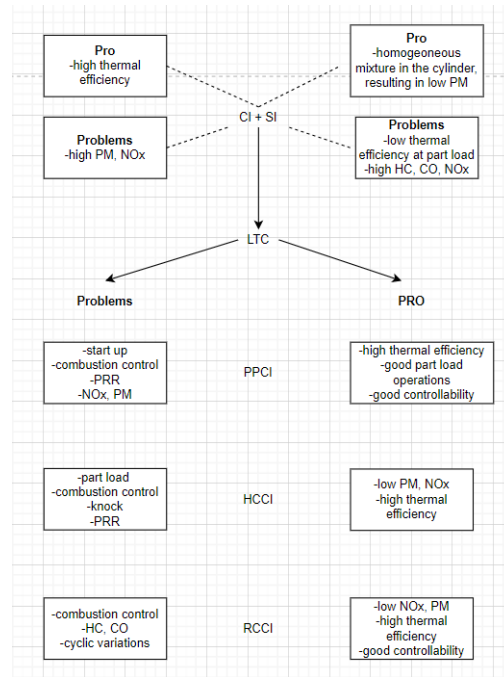 Pro
-high thermal
efficiency
Pro
-homogeoneous
mixture in the cylinder,
resulting in low PM
CI + SI
Problems
-high PM, NOx
Problems
-low thermal
efficiency at part load
-high HC, CO, NOx
LTC
Problems
PRO
-start up
-combustion control
-PRR
-NOx, PM
PPCI
-high thermal efficiency
-good part load
operations
-good controllability
-part load
-combustion control
-knock
-PRR
HCCI
-low PM, NOx
-high thermal
efficiency
-combustion control
-HC, CO
-cyclic variations
RCCI
-low NOx, PM
-high thermal
efficiency
-good controllability